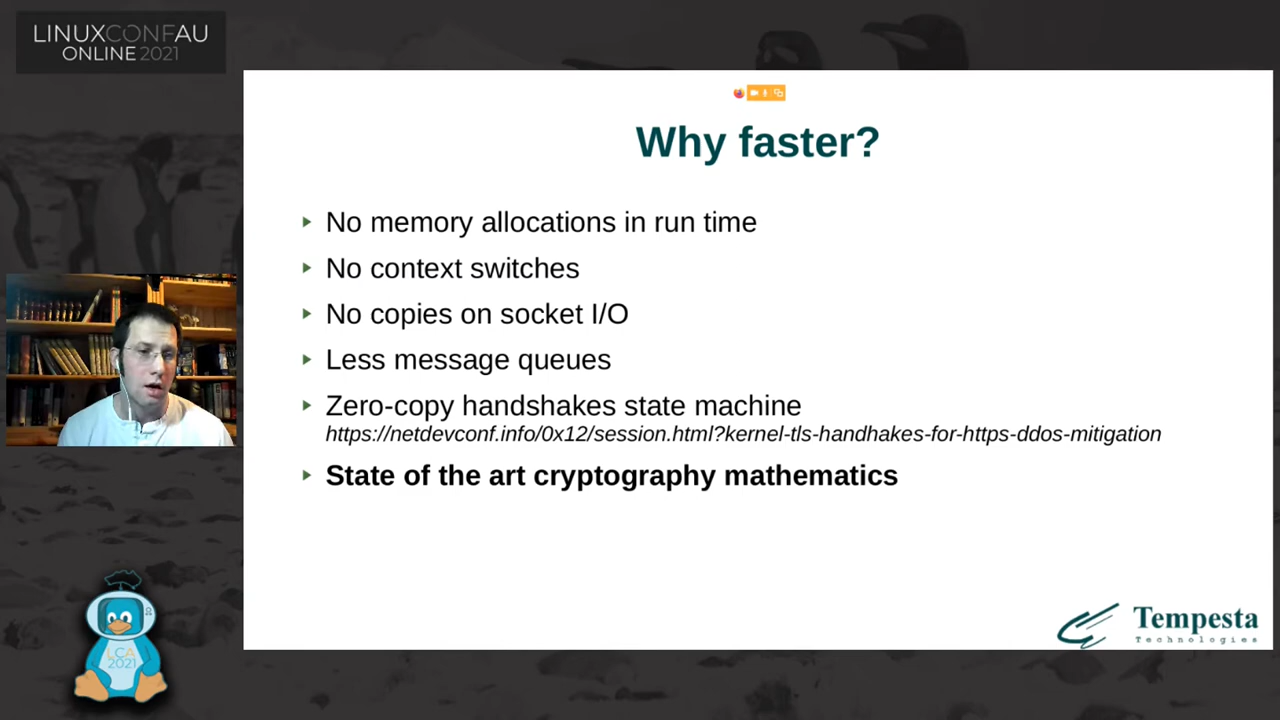 LINUXCONFAU
ONLINE 2021
Why faster?
No memory allocations in run time
No context switches
No copies on socket I/O
Less message queues
Zero-copy handshakes state machine
https://netdevconf.info/0x12/session.html?kernel-tls-handhakes-for-https-ddos-mitigation
State of the art cryptography mathematics
LCA
2021
Tempesta
Technologies